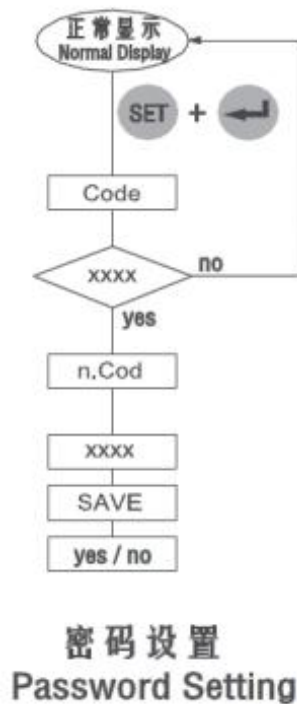 正常显示
Normal Display
SET +
Code
xxxx
no
yes
n.Cod
xxxx
SAVE
yes / no
密码设置
Password Setting